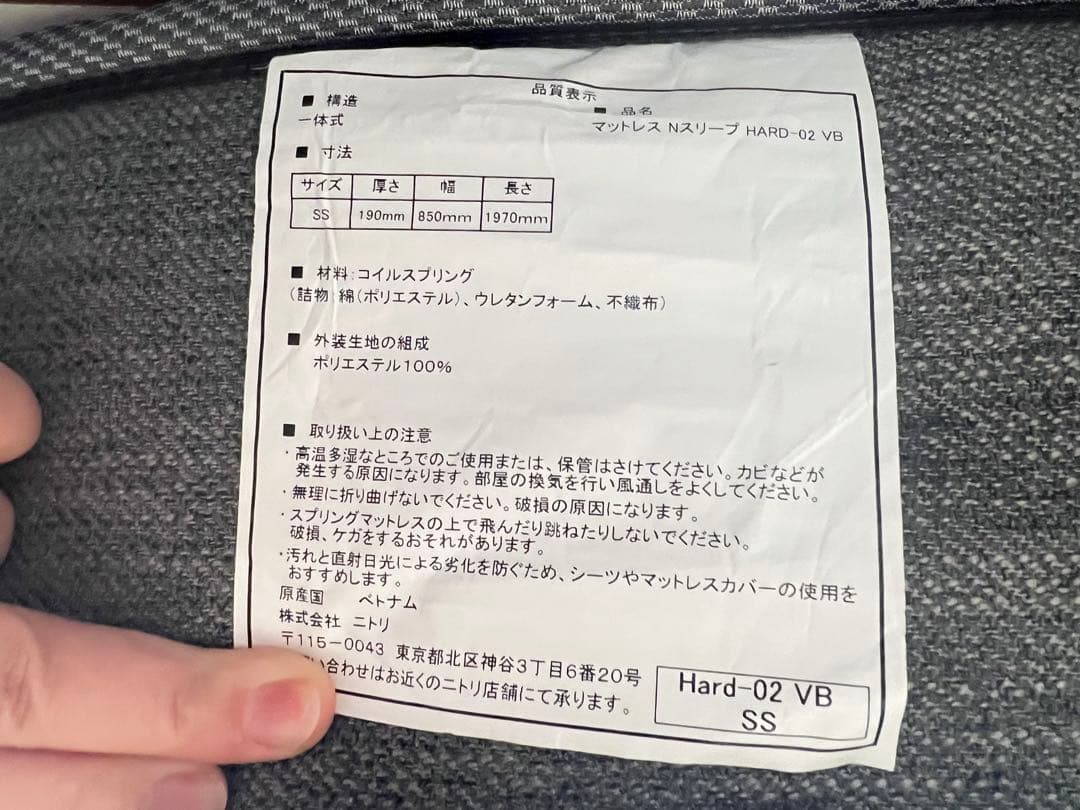 品質表示
■ 構造
一体式
■ 品名
マットレス Nスリープ HARD-02 VB
■ 寸法
サイズ 厚さ 幅 長さ
SS 190mm 850mm 1970mm
■ 材料:コイルスプリング
(詰物 綿(ポリエステル)、ウレタンフォーム、不織布)
■ 外装生地の組成
ポリエステル100%
■ 取り扱い上の注意
・高温多湿なところでのご使用または、保管はさけてください。カビなどが
発生する原因になります。部屋の換気を行い風通しをよくしてください。
・無理に折り曲げないでください。破損の原因になります。
・スプリングマットレスの上で飛んだり跳ねたりしないでください。
破損、ケガをするおそれがあります。
・汚れと直射日光による劣化を防ぐため、シーツやマットレスカバーの使用を
おすすめします。
原産国 ベトナム
株式会社 ニトリ
〒115-0043 東京都北区神谷3丁目6番20号
い合わせはお近くのニトリ店舗にて承ります。
Hard-02 VB
SS